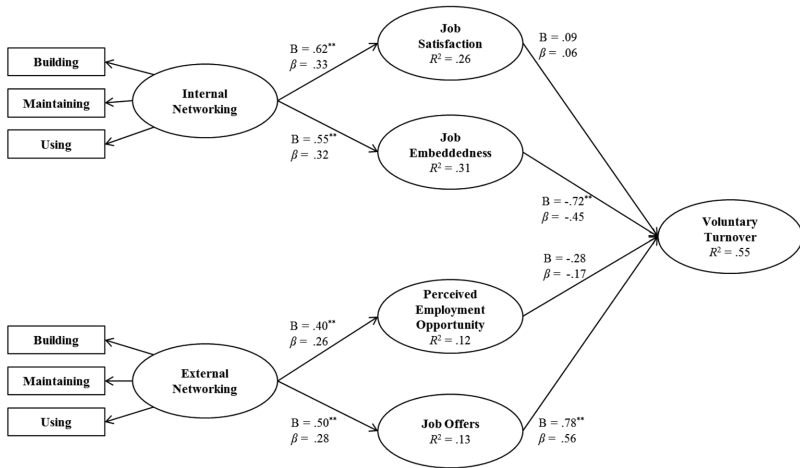 Building
Maintaining
Using
Internal
Networking
B = .62**
β = .33
B = .55**
β = .32
Job
Satisfaction
R² = .26
Job
Embeddedness
R² = .31
B = .09
β = .06
B = -.72**
β = -.45
Voluntary
Turnover
R² = .55
B = -.28
β = -.17
Building
Maintaining
Using
External
Networking
B = .40**
β = .26
B = .50**
β = .28
Perceived
Employment
Opportunity
R² = .12
Job Offers
R² = .13
B = .78**
β = .56